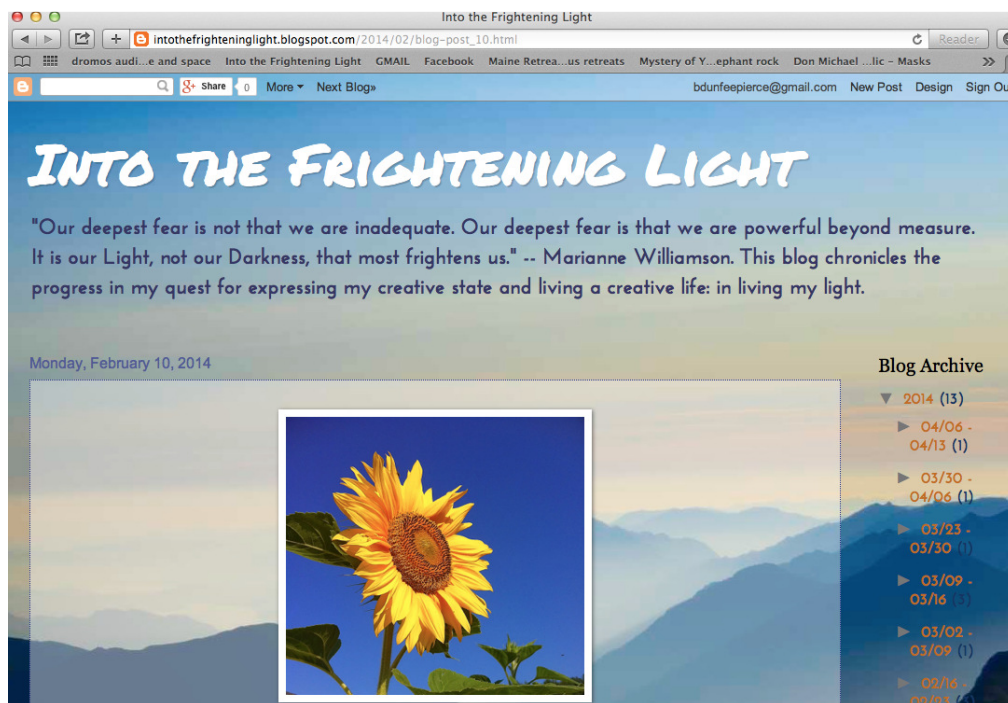 Into the Frightening Light
intothefrighteninglight.blogspot.com/2014/02/blog-post_10.html
Reader
dromos audi...e and space Into the Frightening Light GMAIL Facebook Maine Retrea...us retreats Mystery of Y...ephant rock Don Michael ...lic - Masks
Share 0 More Next Blog» bdunfeepierce@gmail.com New Post Design Sign Ou
INTO THE FRIGHTENING LIGHT
"Our deepest fear is not that we are inadequate. Our deepest fear is that we are powerful beyond measure.
It is our Light, not our Darkness, that most frightens us." -- Marianne Williamson. This blog chronicles the
progress in my quest for expressing my creative state and living a creative life: in living my light.
Monday, February 10, 2014
Blog Archive
▼ 2014 (13)
► 04/06 -
04/13 (1)
► 03/30 -
04/06 (1)
► 03/23 -
03/30 (1)
► 03/09 -
03/16 (3)
► 03/02 -
03/09 (1)
► 02/16 -
02/23